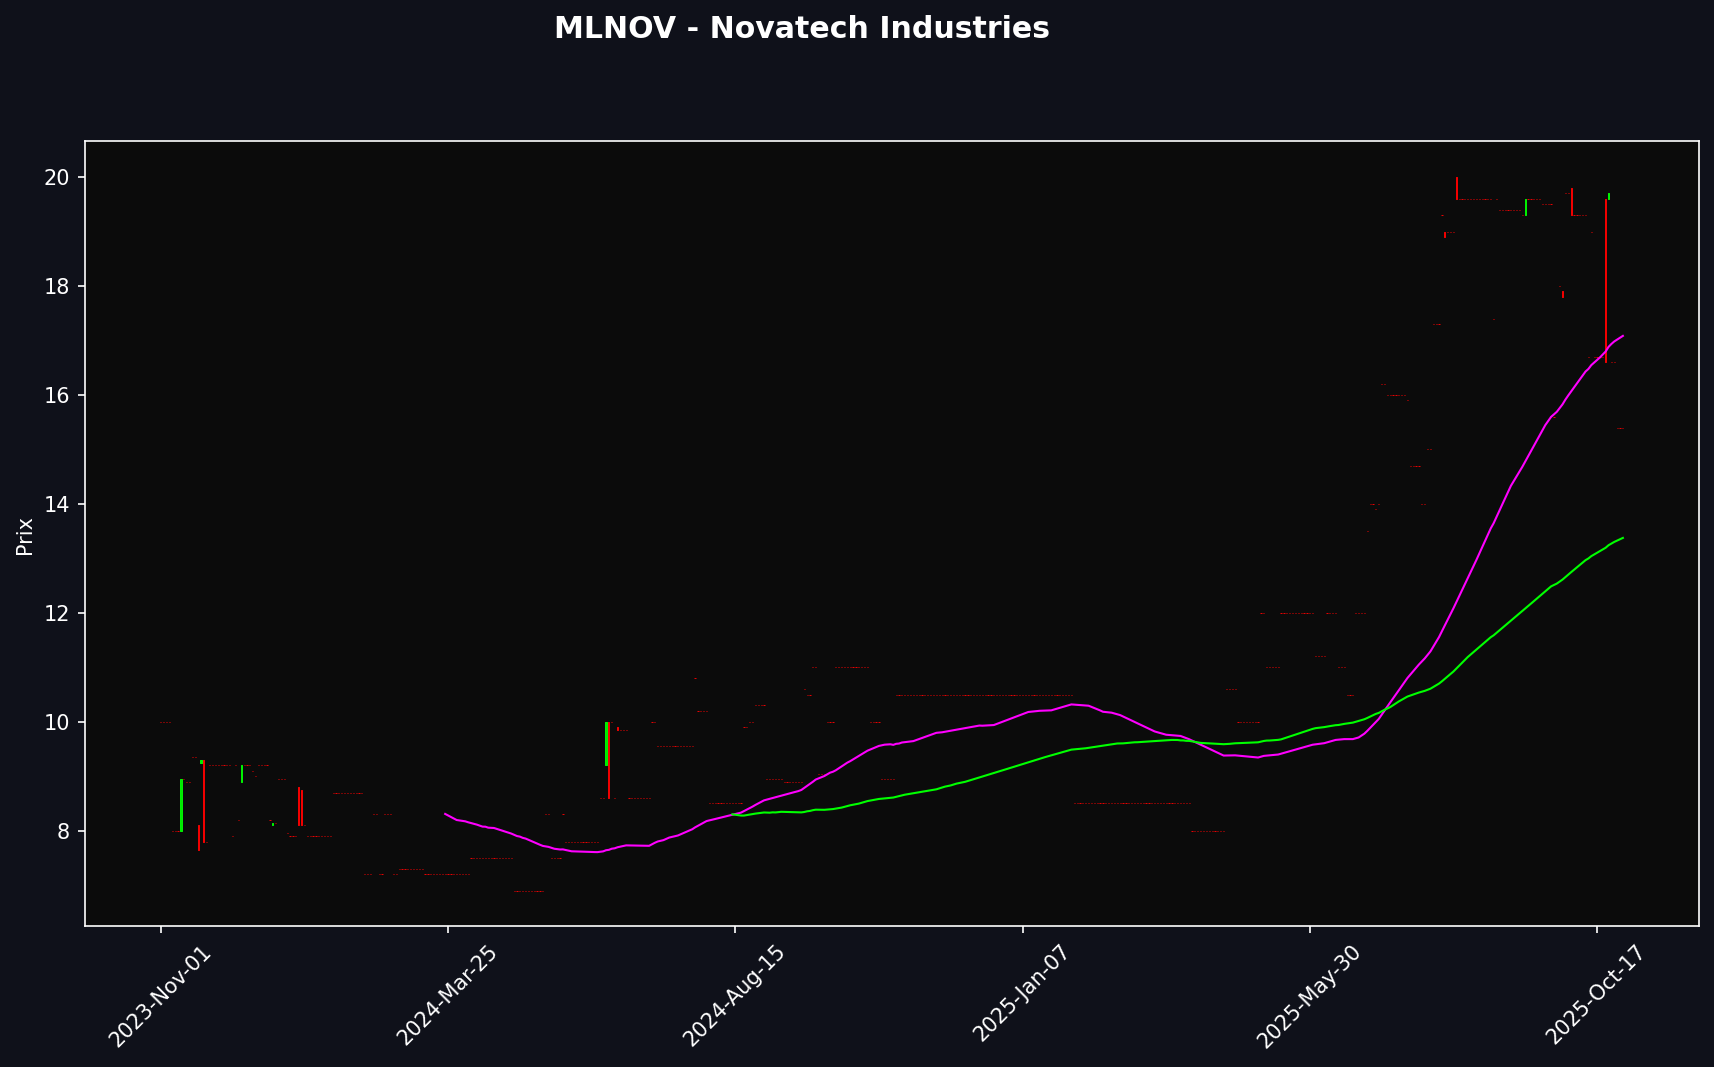 MLNOV - Novatech Industries
Prix
20
18
16
14
12
10
8
2023-Nov-01
2024-Mar-25
2024-Aug-15
2025-Jan-07
2025-May-30
2025-Oct-17